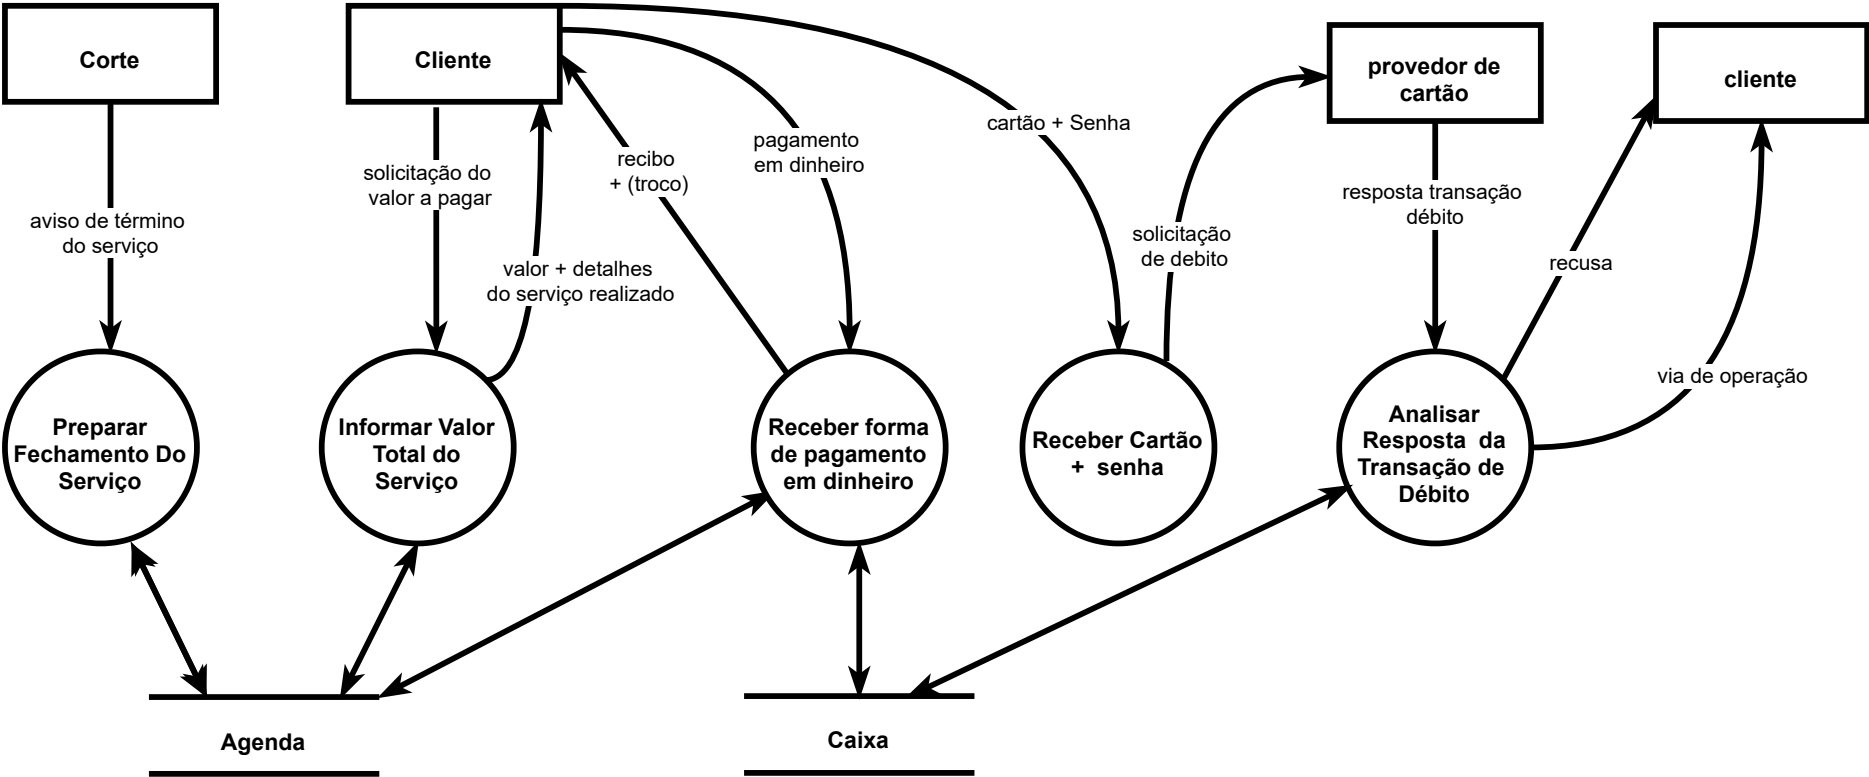 Corte
Cliente
provedor de
cartão
cliente
cartão + Senha
pagamento
em dinheiro
recibo
+ (troco)
solicitação do
valor a pagar
resposta transação
débito
aviso de término
do serviço
solicitação
de debito
valor + detalhes
do serviço realizado
recusa
via de operação
Preparar
Fechamento Do
Serviço
Informar Valor
Total do
Serviço
Receber forma
de pagamento
em dinheiro
Receber Cartão
+ senha
Analisar
Resposta da
Transação de
Débito
Agenda
Caixa